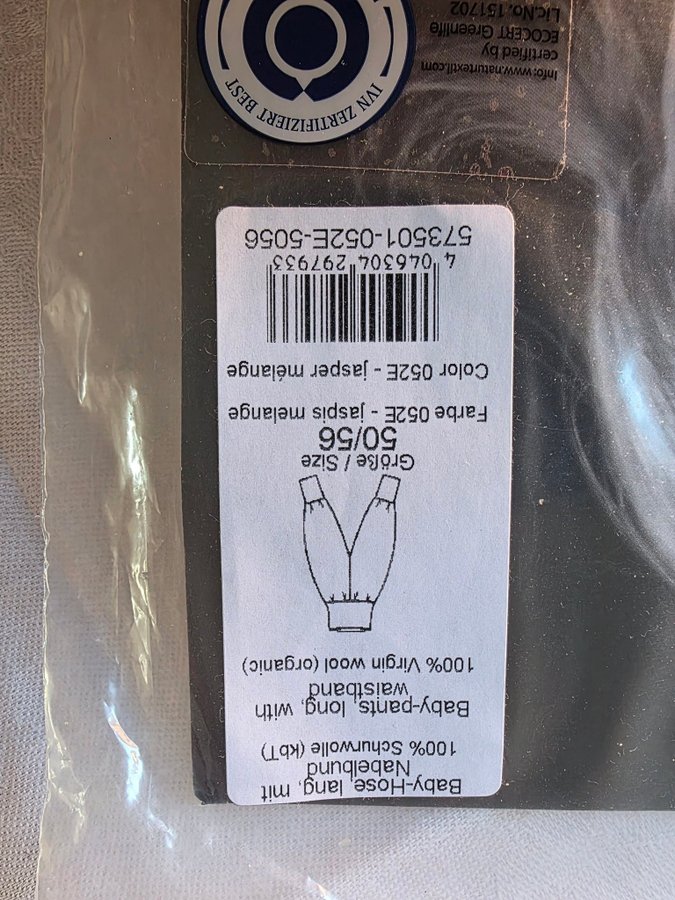 Baby-Hose, lang, mit
Nabelbund
100% Schurwolle (kbT)
Baby-pants, long, with
waistband
100% Virgin wool (organic)
Größe / Size
50/56
Farbe 052E - jaspis melange
Color 052E - jasper mélange
4 046304 297933
573501-052E-5056
IVN ZERTIFIZIERT BEST
Info: www.naturtextil.com
certified by
ECOCERT Greenlife
Lic.No. 151702